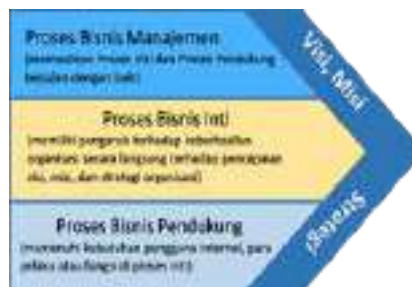 Proses Bisnis Manajemen
(memastikan Proses Inti dan Proses Pendukung
berjalan dengan baik)
Proses Bisnis Inti
(memiliki pengaruh terhadap keberhasilan
organisasi secara langsung terhadap pencapaian
visi, misi, dan strategi organisasi)
Proses Bisnis Pendukung
(memenuhi kebutuhan pengguna internal, para
pelaku atau fungsi di proses inti)
Visi, Misi
Strategi